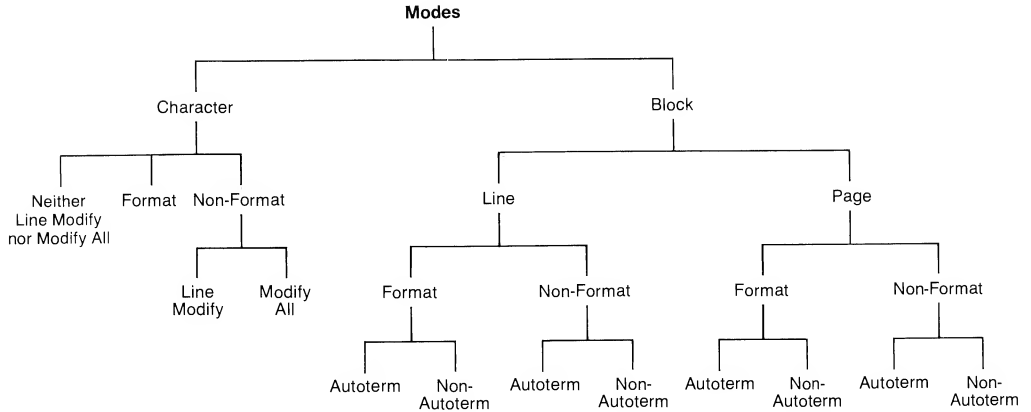 Modes
Character
Block
Neither
Line Modify
nor Modify All
Format
Non-Format
Line
Page
Line
Modify
Modify
All
Format
Non-Format
Format
Non-Format
Autoterm
Non-
Autoterm
Autoterm
Non-
Autoterm
Autoterm
Non-
Autoterm
Autoterm
Non-
Autoterm